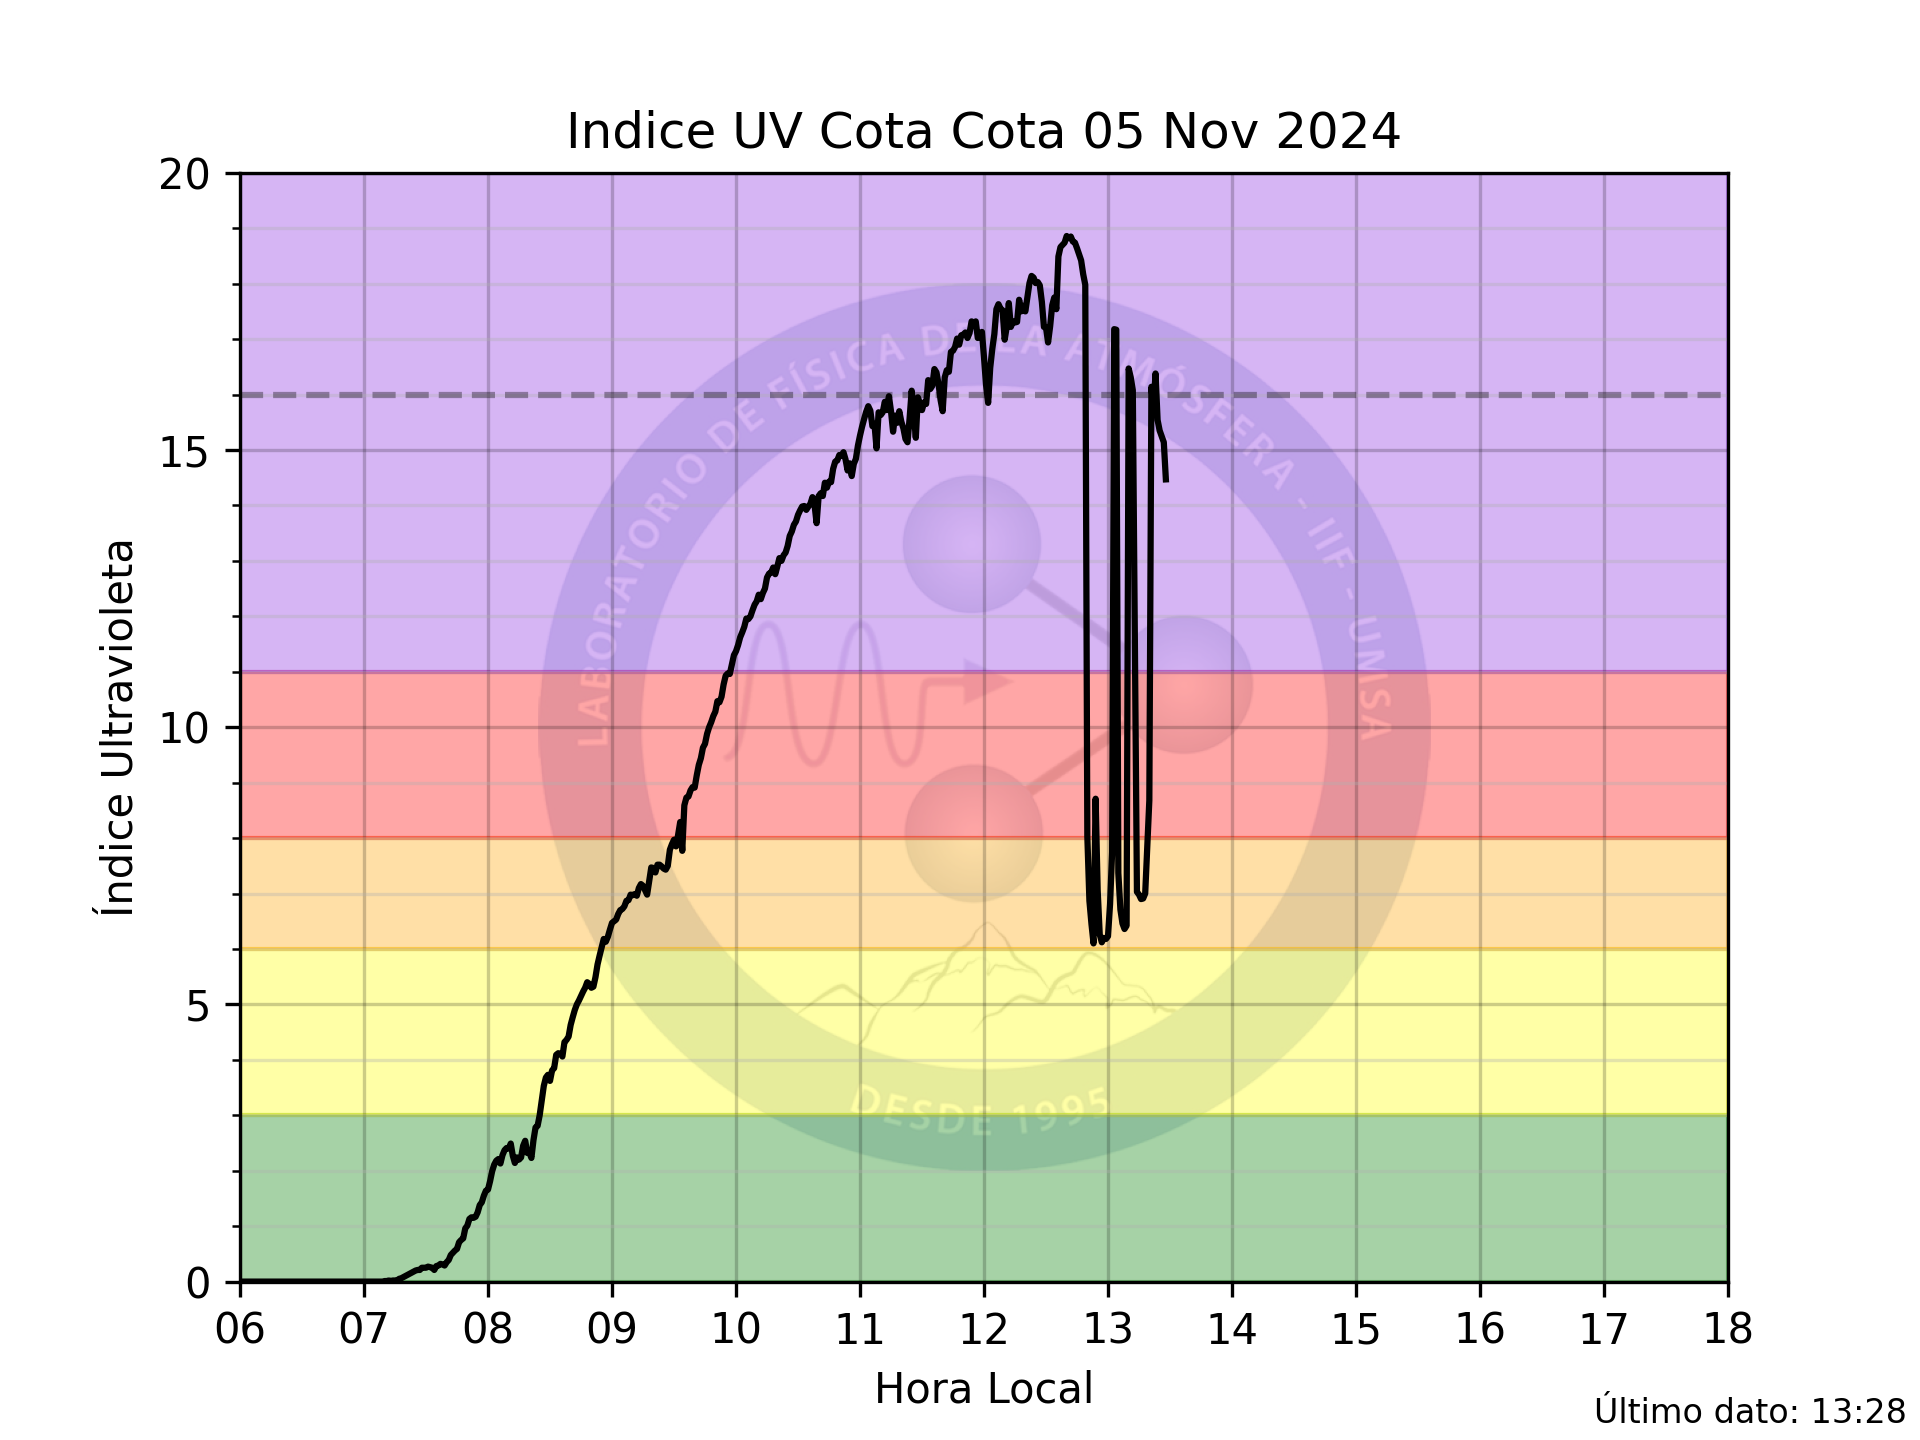 Indice UV Cota Cota 05 Nov 2024
20
15
10
5
0
Índice Ultravioleta
LABORATORIO DE FÍSICA DE LA ATMÓSFERA - IIF - UMSA
DESDE 1995
06 07 08 09 10 11 12 13 14 15 16 17 18
Hora Local
Último dato: 13:28